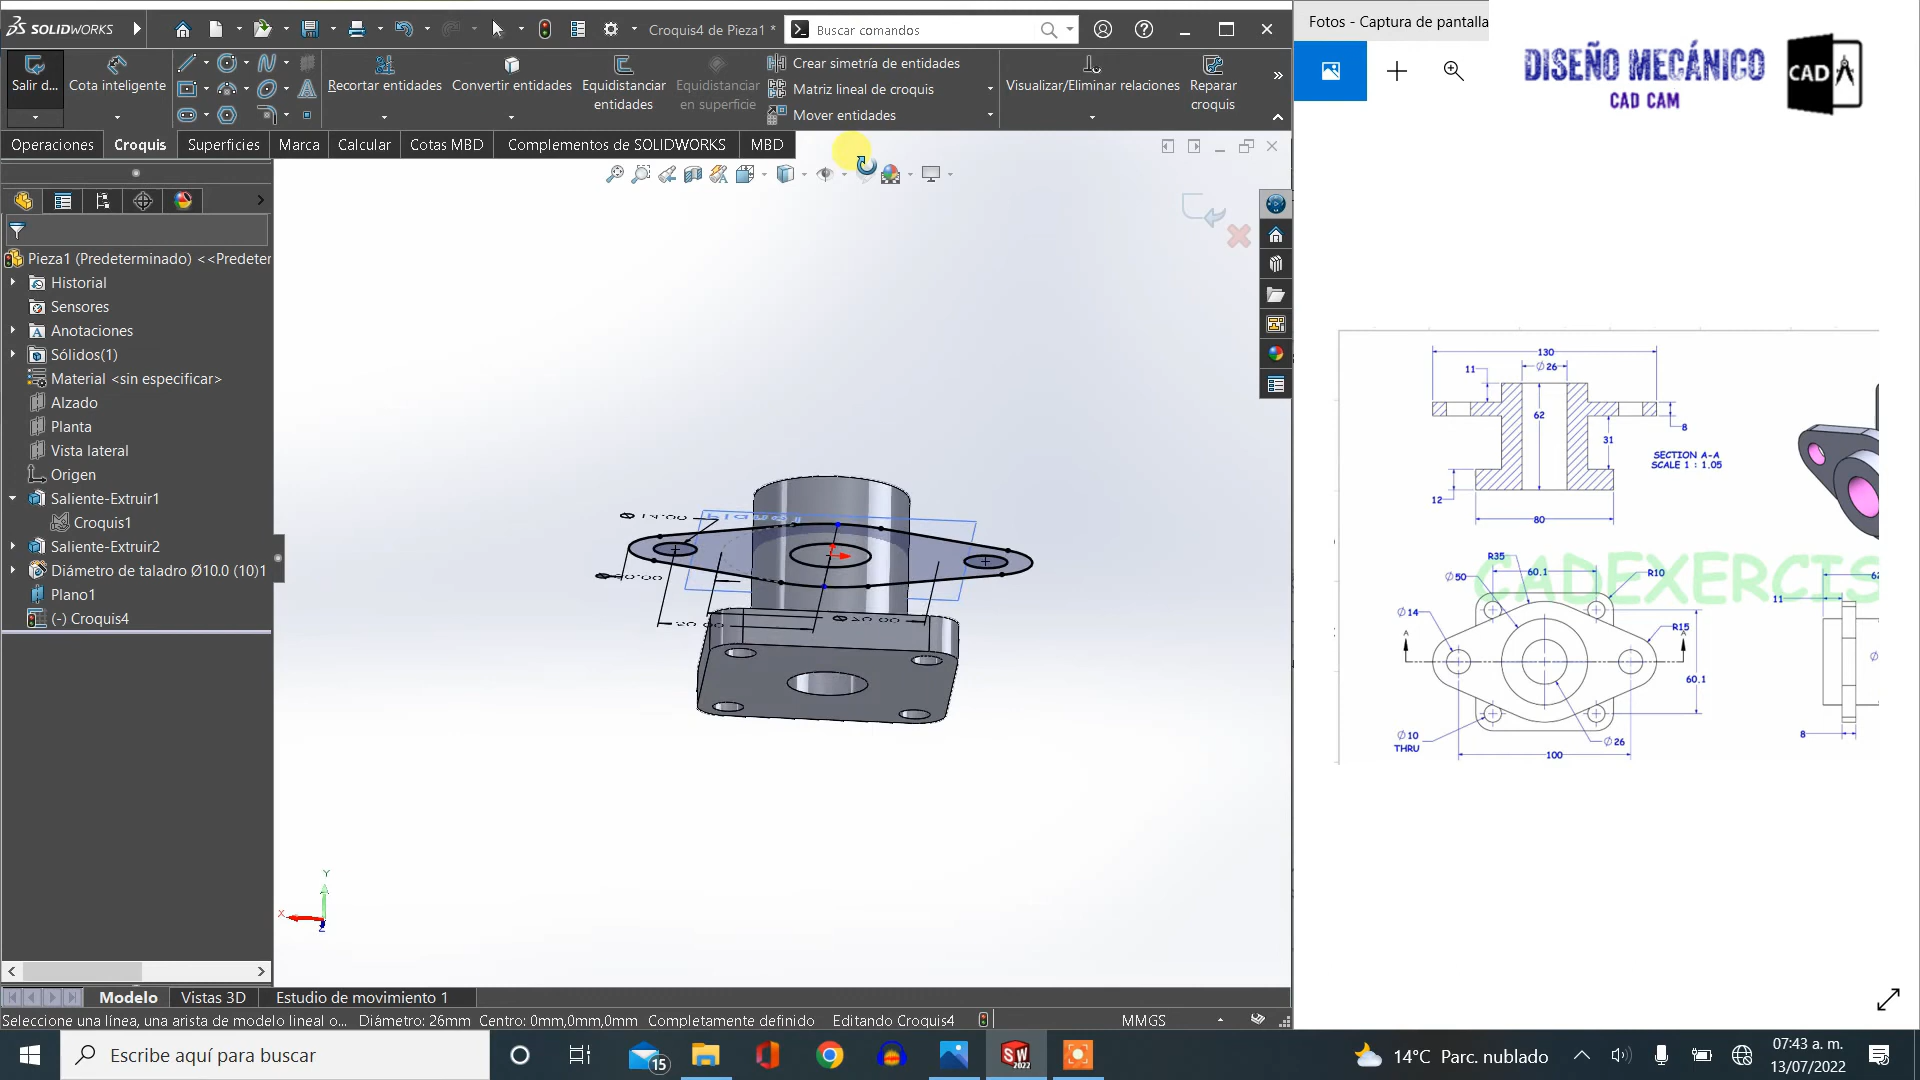 SOLIDWORKS
Croquis4 de Pieza1 *
Buscar comandos
Fotos - Captura de pantalla
DISEÑO MECÁNICO
CAD CAM
CAD
Salir d...
Cota inteligente
Recortar entidades
Convertir entidades
Equidistanciar entidades
Equidistanciar en superficie
Crear simetría de entidades
Matriz lineal de croquis
Mover entidades
Visualizar/Eliminar relaciones
Reparar croquis
Operaciones
Croquis
Superficies
Marca
Calcular
Cotas MBD
Complementos de SOLIDWORKS
MBD
Pieza1 (Predeterminado) <<Predeter
Historial
Sensores
Anotaciones
Sólidos(1)
Material <sin especificar>
Alzado
Planta
Vista lateral
Origen
Saliente-Extruir1
Croquis1
Saliente-Extruir2
Diámetro de taladro Ø10.0 (10)1
Plano1
(-) Croquis4
Y
X
Z
130
Ø26
11
62
8
31
SECTION A-A
SCALE 1 : 1.05
12
80
CADEXERCIS
R35
60.1
R10
Ø50
Ø14
R15
A
A
60.1
Ø10
THRU
Ø26
100
62
11
Ø
8
Modelo
Vistas 3D
Estudio de movimiento 1
Seleccione una línea, una arista de modelo lineal o...
Diámetro: 26mm Centro: 0mm,0mm,0mm
Completamente definido
Editando Croquis4
MMGS
Escribe aquí para buscar
15
SW
2022
14°C Parc. nublado
07:43 a. m.
13/07/2022